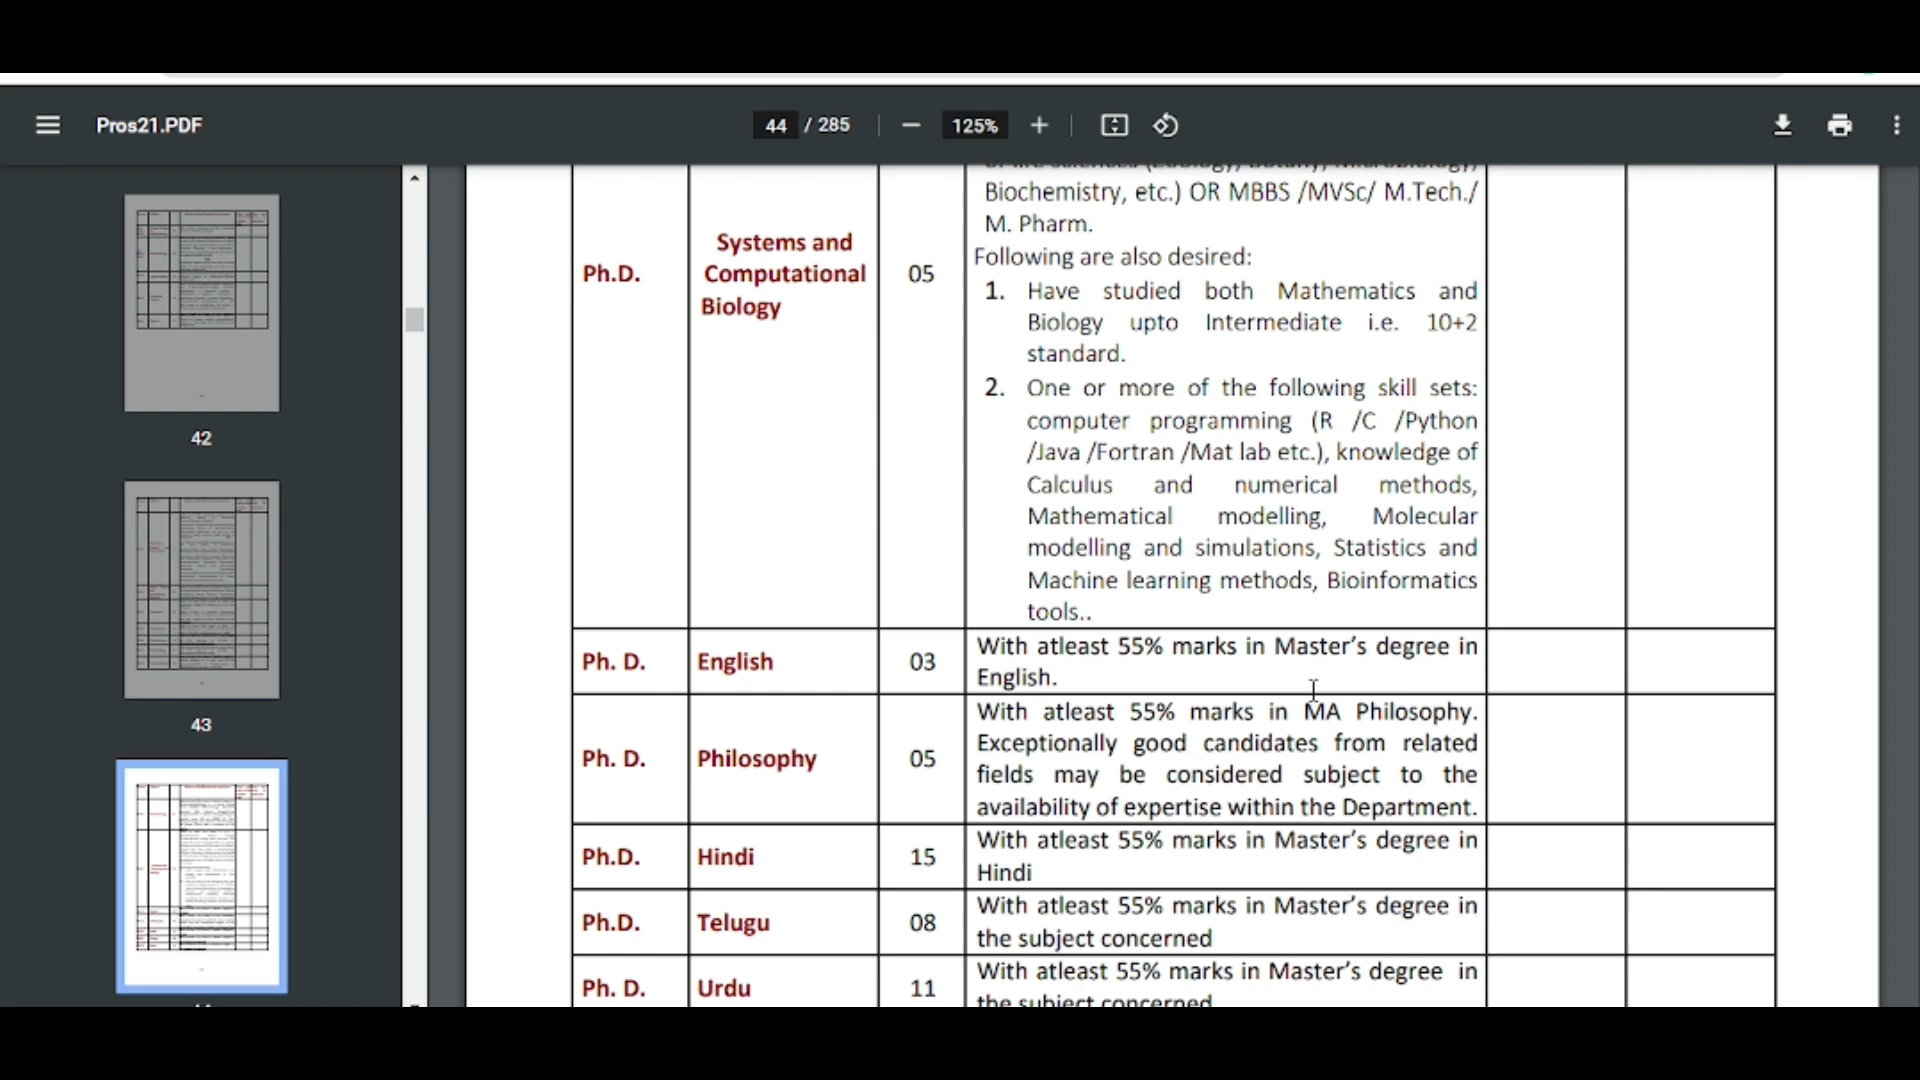 Pros21.PDF
44 / 285
125%
42
43
Biochemistry, etc.) OR MBBS /MVSc/ M.Tech./
M. Pharm.
Following are also desired:
Ph.D.
Systems and
Computational
Biology
05
1. Have studied both Mathematics and
Biology upto Intermediate i.e. 10+2
standard.
2. One or more of the following skill sets:
computer programming (R /C /Python
/Java /Fortran /Mat lab etc.), knowledge of
Calculus and numerical methods,
Mathematical modelling, Molecular
modelling and simulations, Statistics and
Machine learning methods, Bioinformatics
tools..
Ph. D.
English
03
With atleast 55% marks in Master's degree in
English.
Ph. D.
Philosophy
05
With atleast 55% marks in MA Philosophy.
Exceptionally good candidates from related
fields may be considered subject to the
availability of expertise within the Department.
Ph.D.
Hindi
15
With atleast 55% marks in Master's degree in
Hindi
Ph.D.
Telugu
08
With atleast 55% marks in Master's degree in
the subject concerned
Ph. D.
Urdu
11
With atleast 55% marks in Master's degree in
the subject concerned